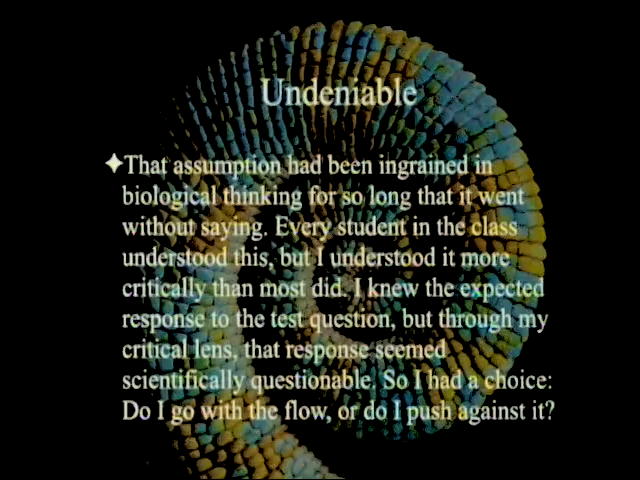 Undeniable
✦That assumption had been ingrained in
biological thinking for so long that it went
without saying. Every student in the class
understood this, but I understood it more
critically than most did. I knew the expected
response to the test question, but through my
critical lens, that response seemed
scientifically questionable. So I had a choice:
Do I go with the flow, or do I push against it?